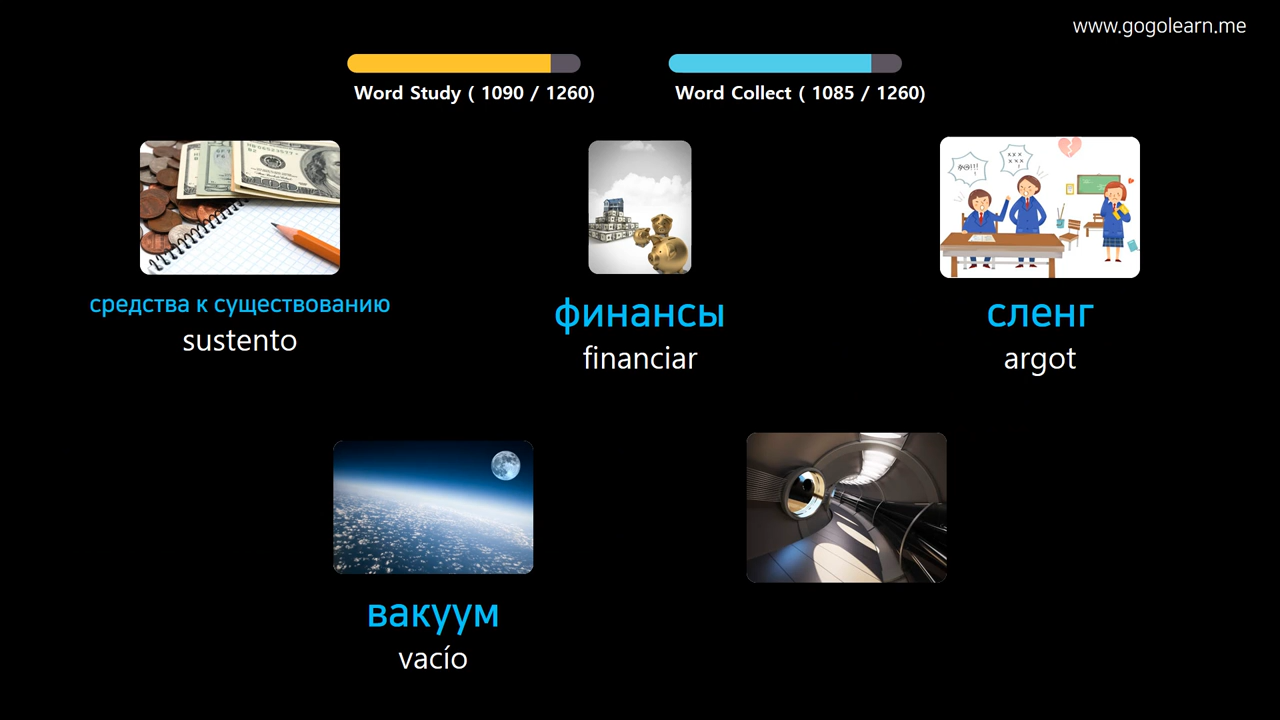 www.gogolearn.me
Word Study ( 1090 / 1260)
Word Collect ( 1085 / 1260)
средства к существованию
sustento
финансы
financiar
сленг
argot
вакуум
vacío